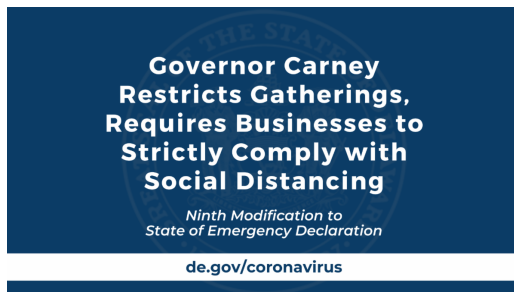 Governor Carney
Restricts Gatherings,
Requires Businesses to
Strictly Comply with
Social Distancing
Ninth Modification to
State of Emergency Declaration
de.gov/coronavirus